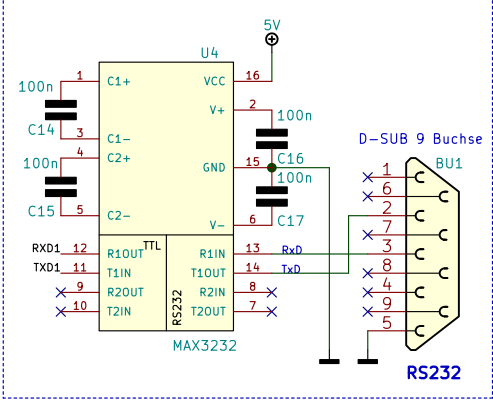 5V
U4
1 C1+ VCC 16
100n
V+ 2
100n
C14
3 C1-
4 C2+
C16
100n
GND 15
100n
C15
5 C2-
V- 6
C17
D-SUB 9 Buchse
BU1
1
6
2
7
3
8
4
9
5
RS232
RXD1 12 R1OUT TTL R1IN 13 RxD
TXD1 11 T1IN T1OUT 14 TxD
9 R2OUT R2IN 8
10 T2IN RS232 T2OUT 7
MAX3232